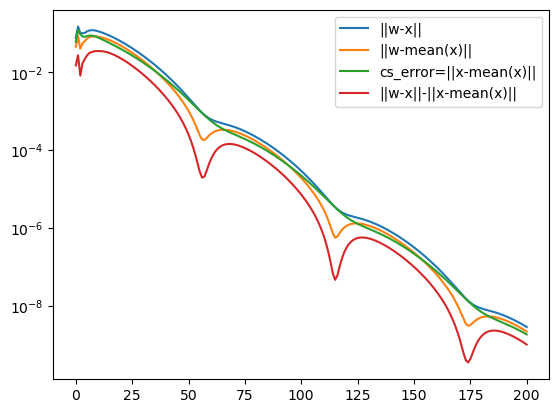 ||w-x||
||w-mean(x)||
cs_error=||x-mean(x)||
||w-x||-||x-mean(x)||
10⁻²
10⁻⁴
10⁻⁶
10⁻⁸
0 25 50 75 100 125 150 175 200